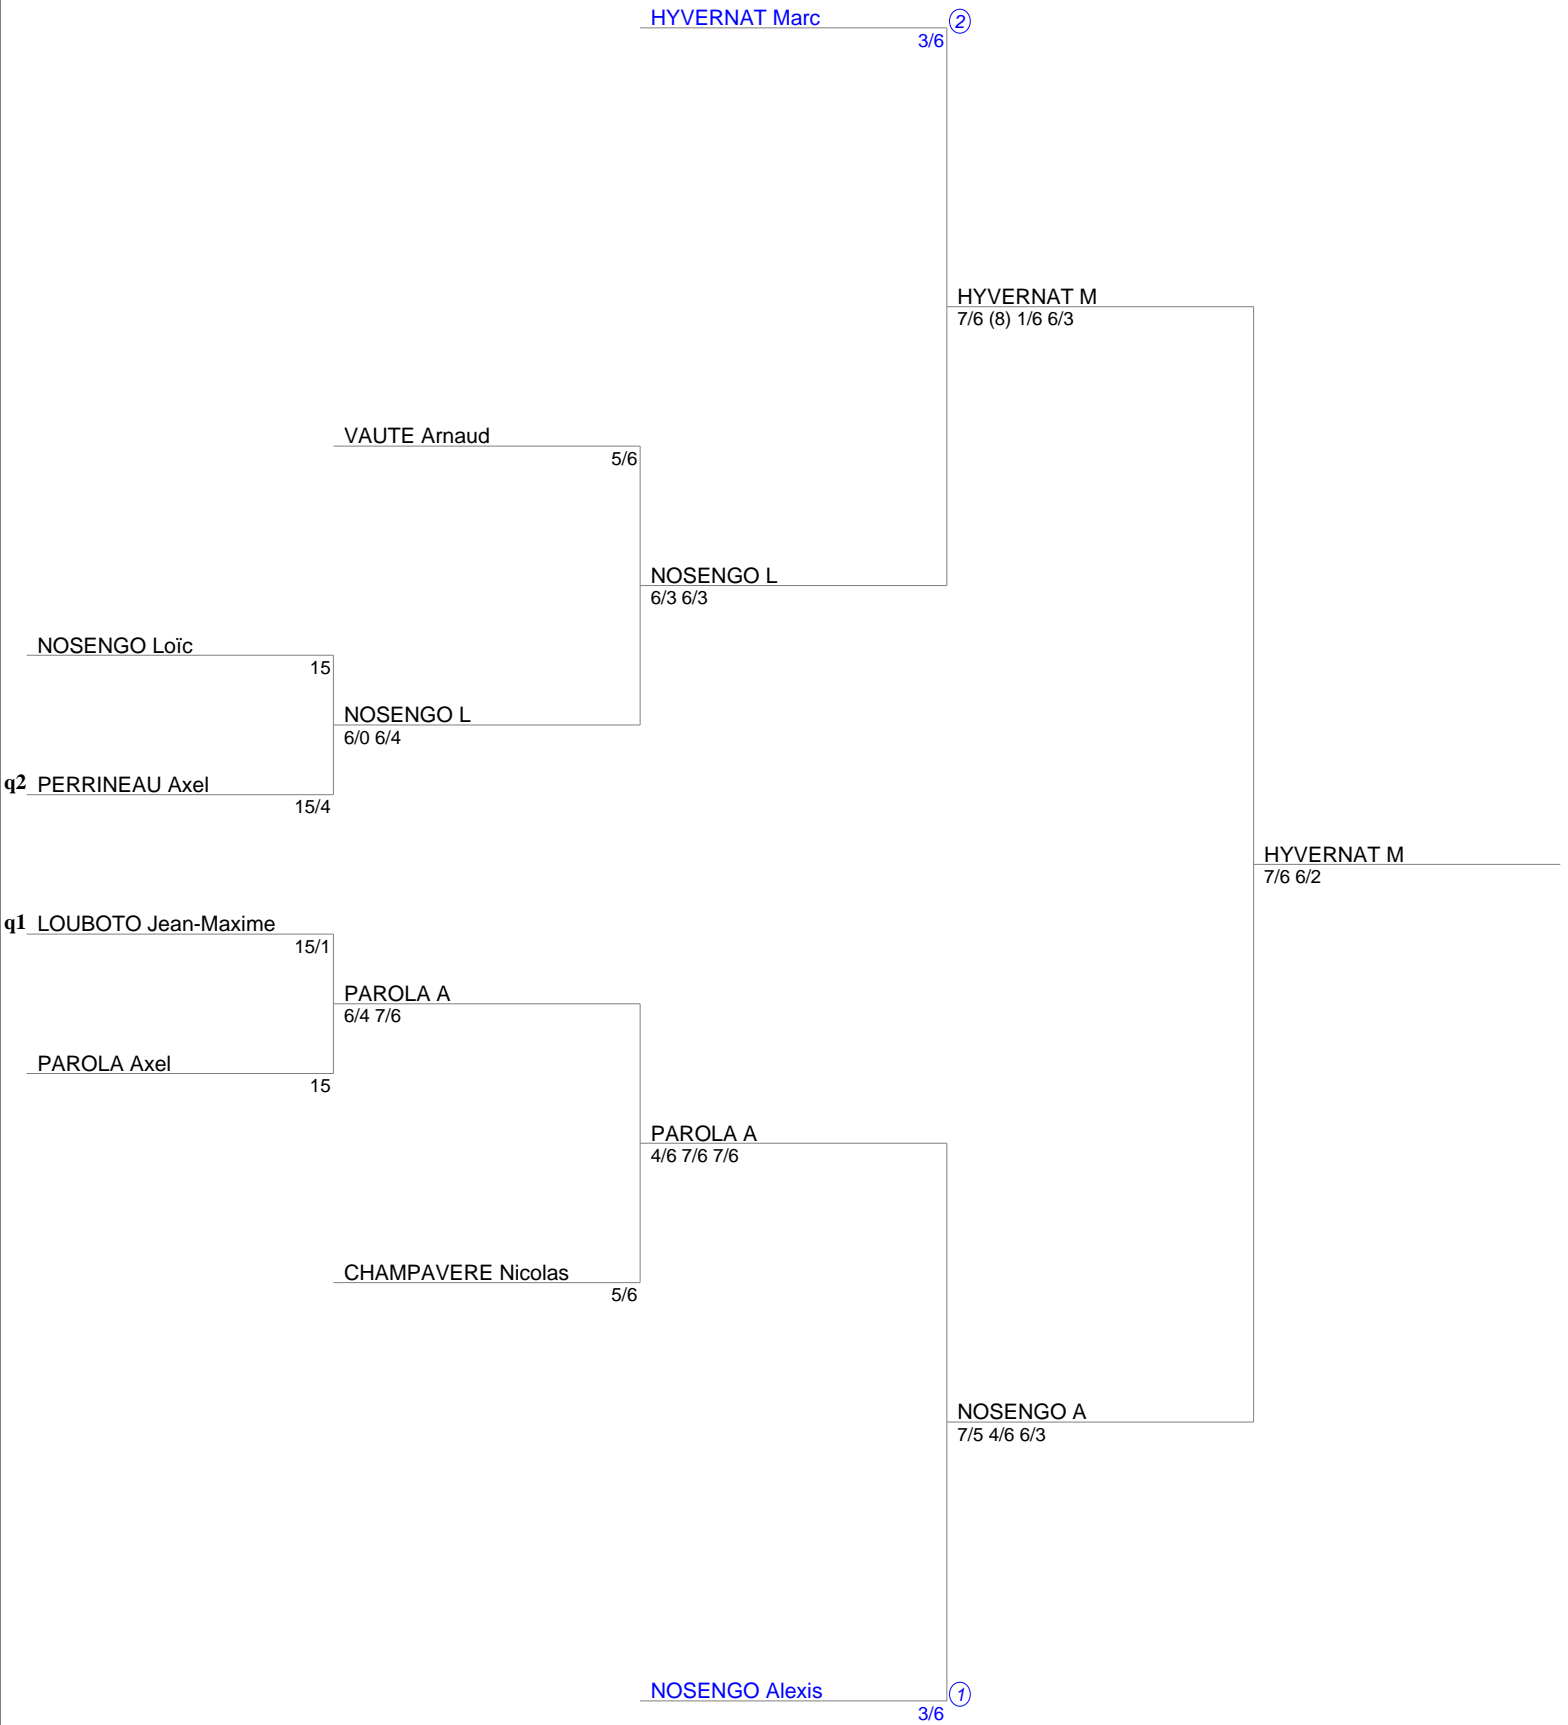 HYVERNAT Marc 2
3/6
HYVERNAT M
7/6 (8) 1/6 6/3
VAUTE Arnaud
5/6
NOSENGO L
6/3 6/3
NOSENGO Loïc
15
NOSENGO L
6/0 6/4
q2 PERRINEAU Axel
15/4
HYVERNAT M
7/6 6/2
q1 LOUBOTO Jean-Maxime
15/1
PAROLA A
6/4 7/6
PAROLA Axel
15
PAROLA A
4/6 7/6 7/6
CHAMPAVERE Nicolas
5/6
NOSENGO A
7/5 4/6 6/3
NOSENGO Alexis 1
3/6